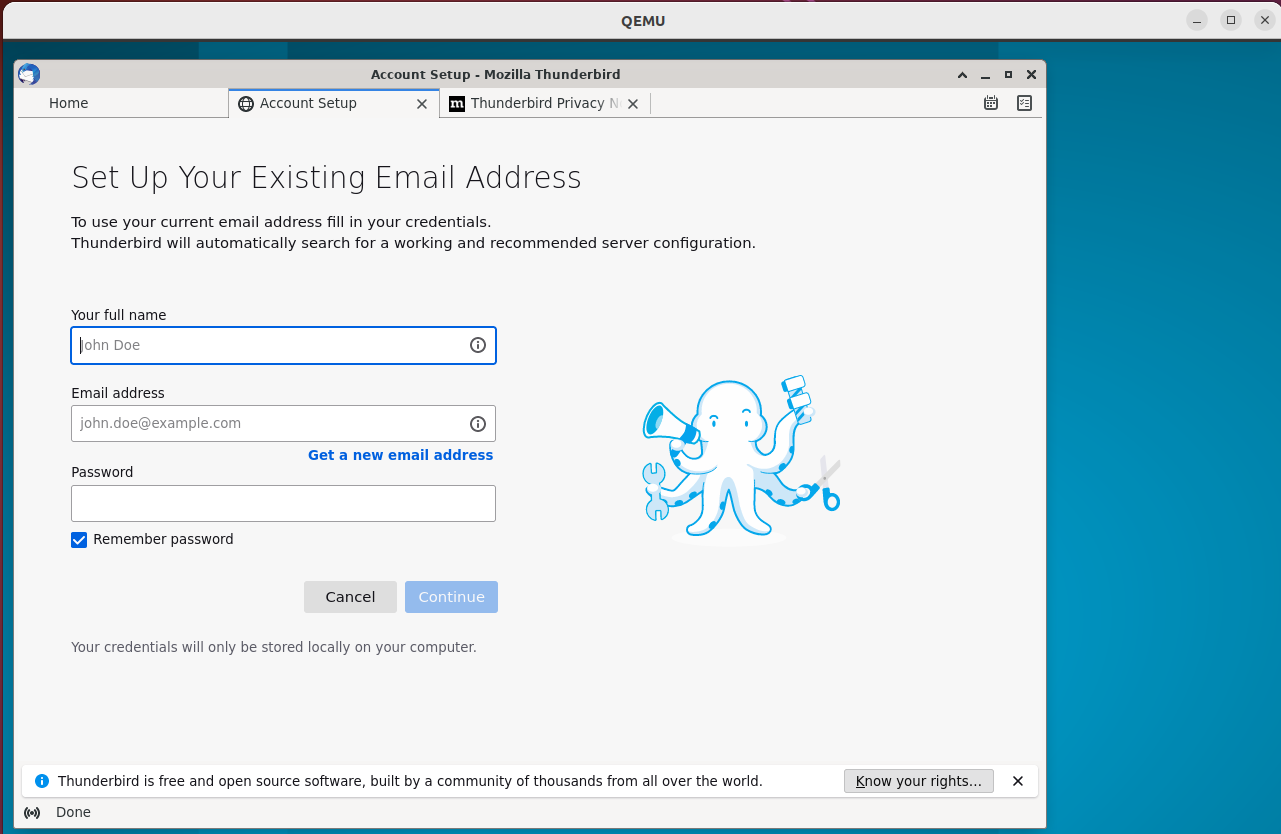 QEMU
Account Setup - Mozilla Thunderbird
Home
Account Setup
Thunderbird Privacy N
Set Up Your Existing Email Address
To use your current email address fill in your credentials.
Thunderbird will automatically search for a working and recommended server configuration.
Your full name
John Doe
Email address
john.doe@example.com
Get a new email address
Password
Remember password
Cancel
Continue
Your credentials will only be stored locally on your computer.
Thunderbird is free and open source software, built by a community of thousands from all over the world.
Know your rights...
Done